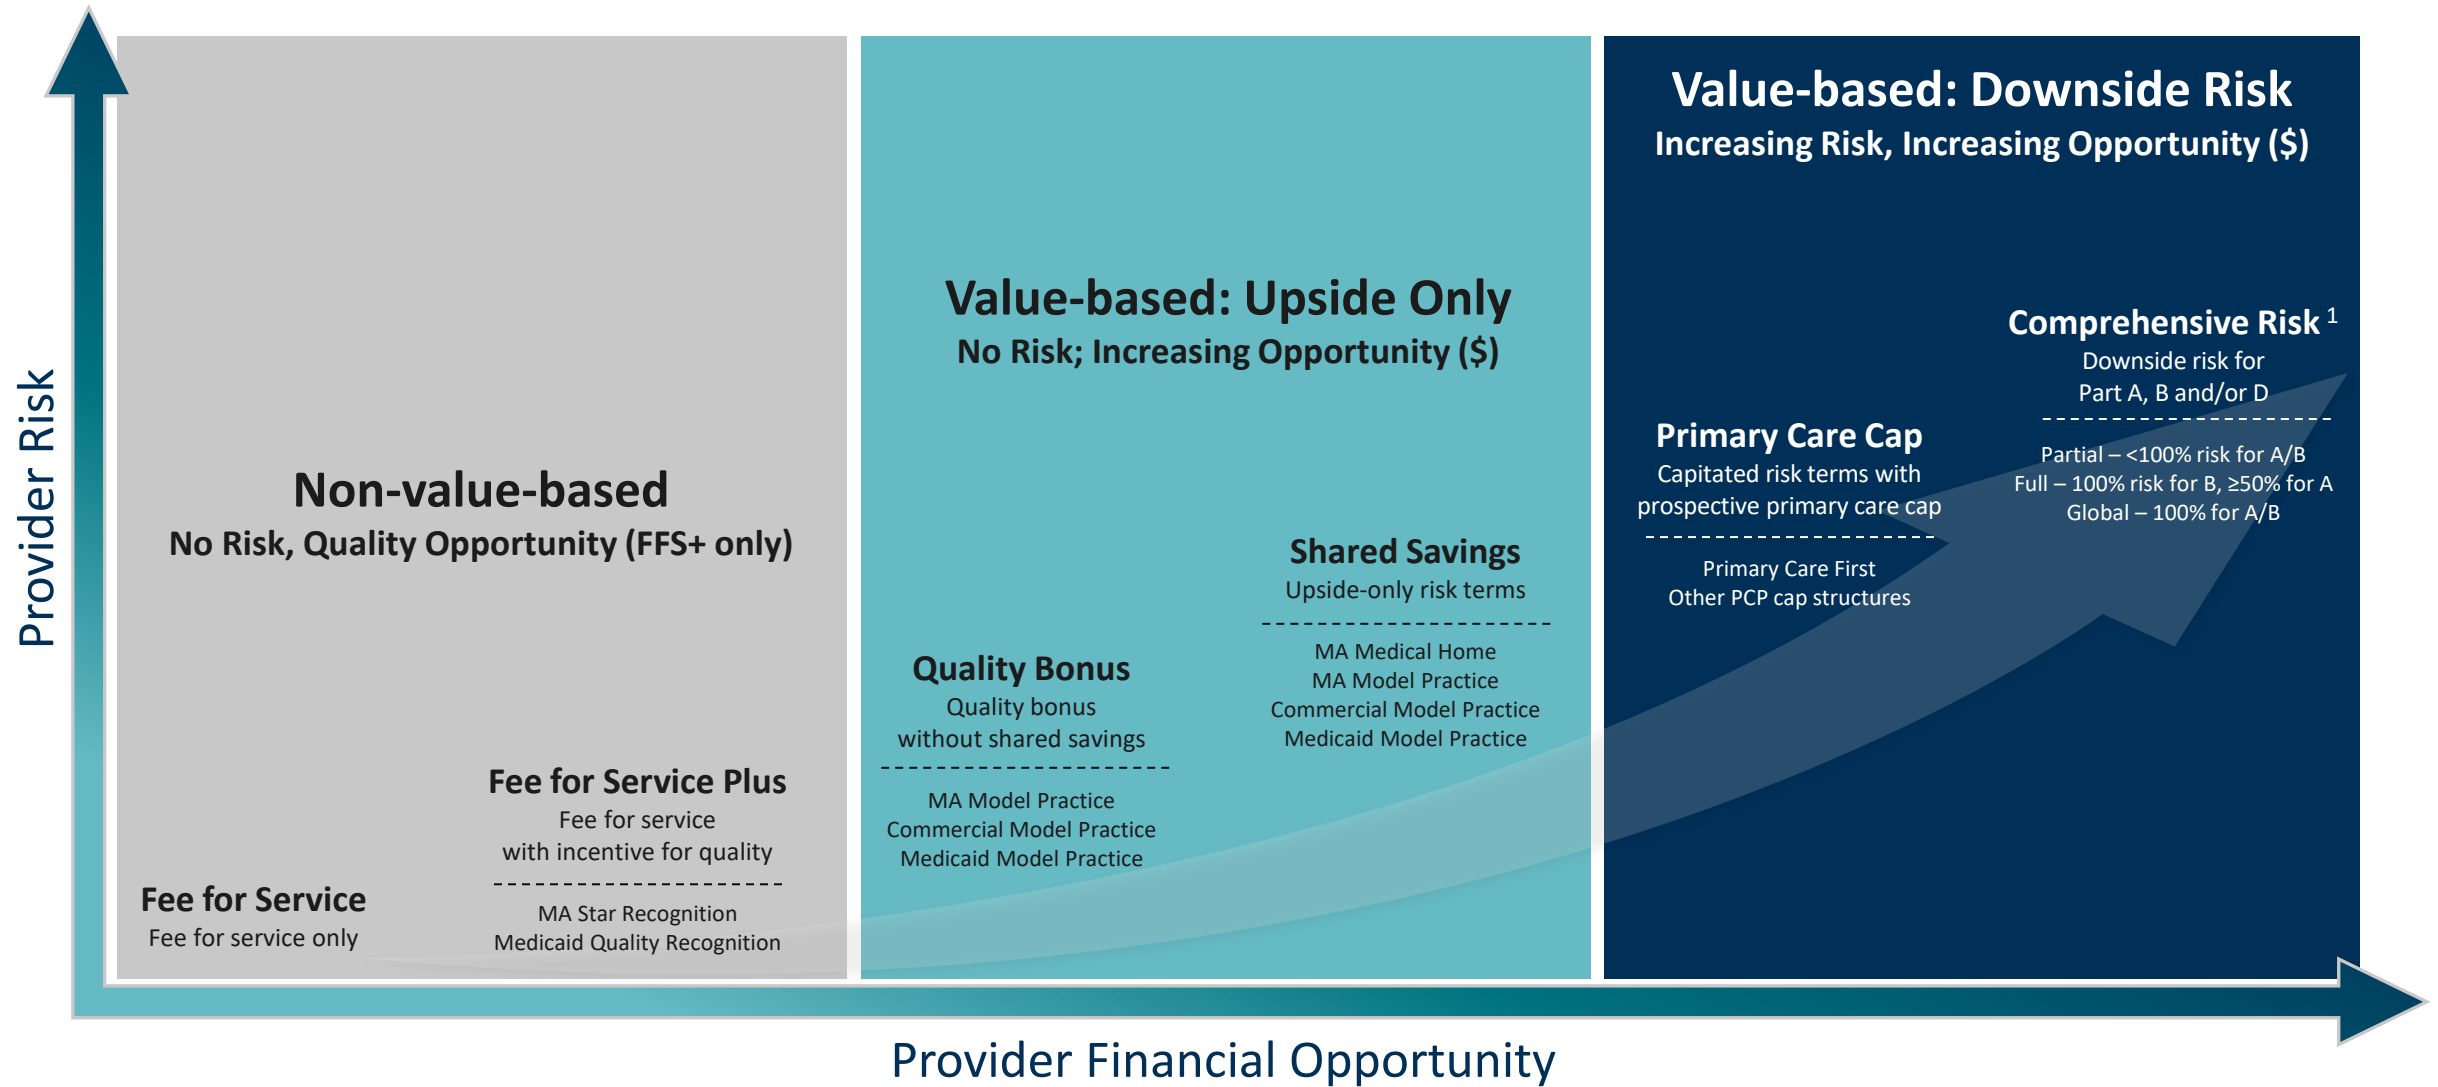 Provider Risk
Non-value-based
No Risk, Quality Opportunity (FFS+ only)
Fee for Service
Fee for service only
Fee for Service Plus
Fee for service
with incentive for quality
MA Star Recognition
Medicaid Quality Recognition
Value-based: Upside Only
No Risk; Increasing Opportunity ($)
Quality Bonus
Quality bonus
without shared savings
MA Model Practice
Commercial Model Practice
Medicaid Model Practice
Shared Savings
Upside-only risk terms
MA Medical Home
MA Model Practice
Commercial Model Practice
Medicaid Model Practice
Value-based: Downside Risk
Increasing Risk, Increasing Opportunity ($)
Primary Care Cap
Capitated risk terms with
prospective primary care cap
Primary Care First
Other PCP cap structures
Comprehensive Risk 1
Downside risk for
Part A, B and/or D
Partial – <100% risk for A/B
Full – 100% risk for B, ≥50% for A
Global – 100% for A/B
Provider Financial Opportunity